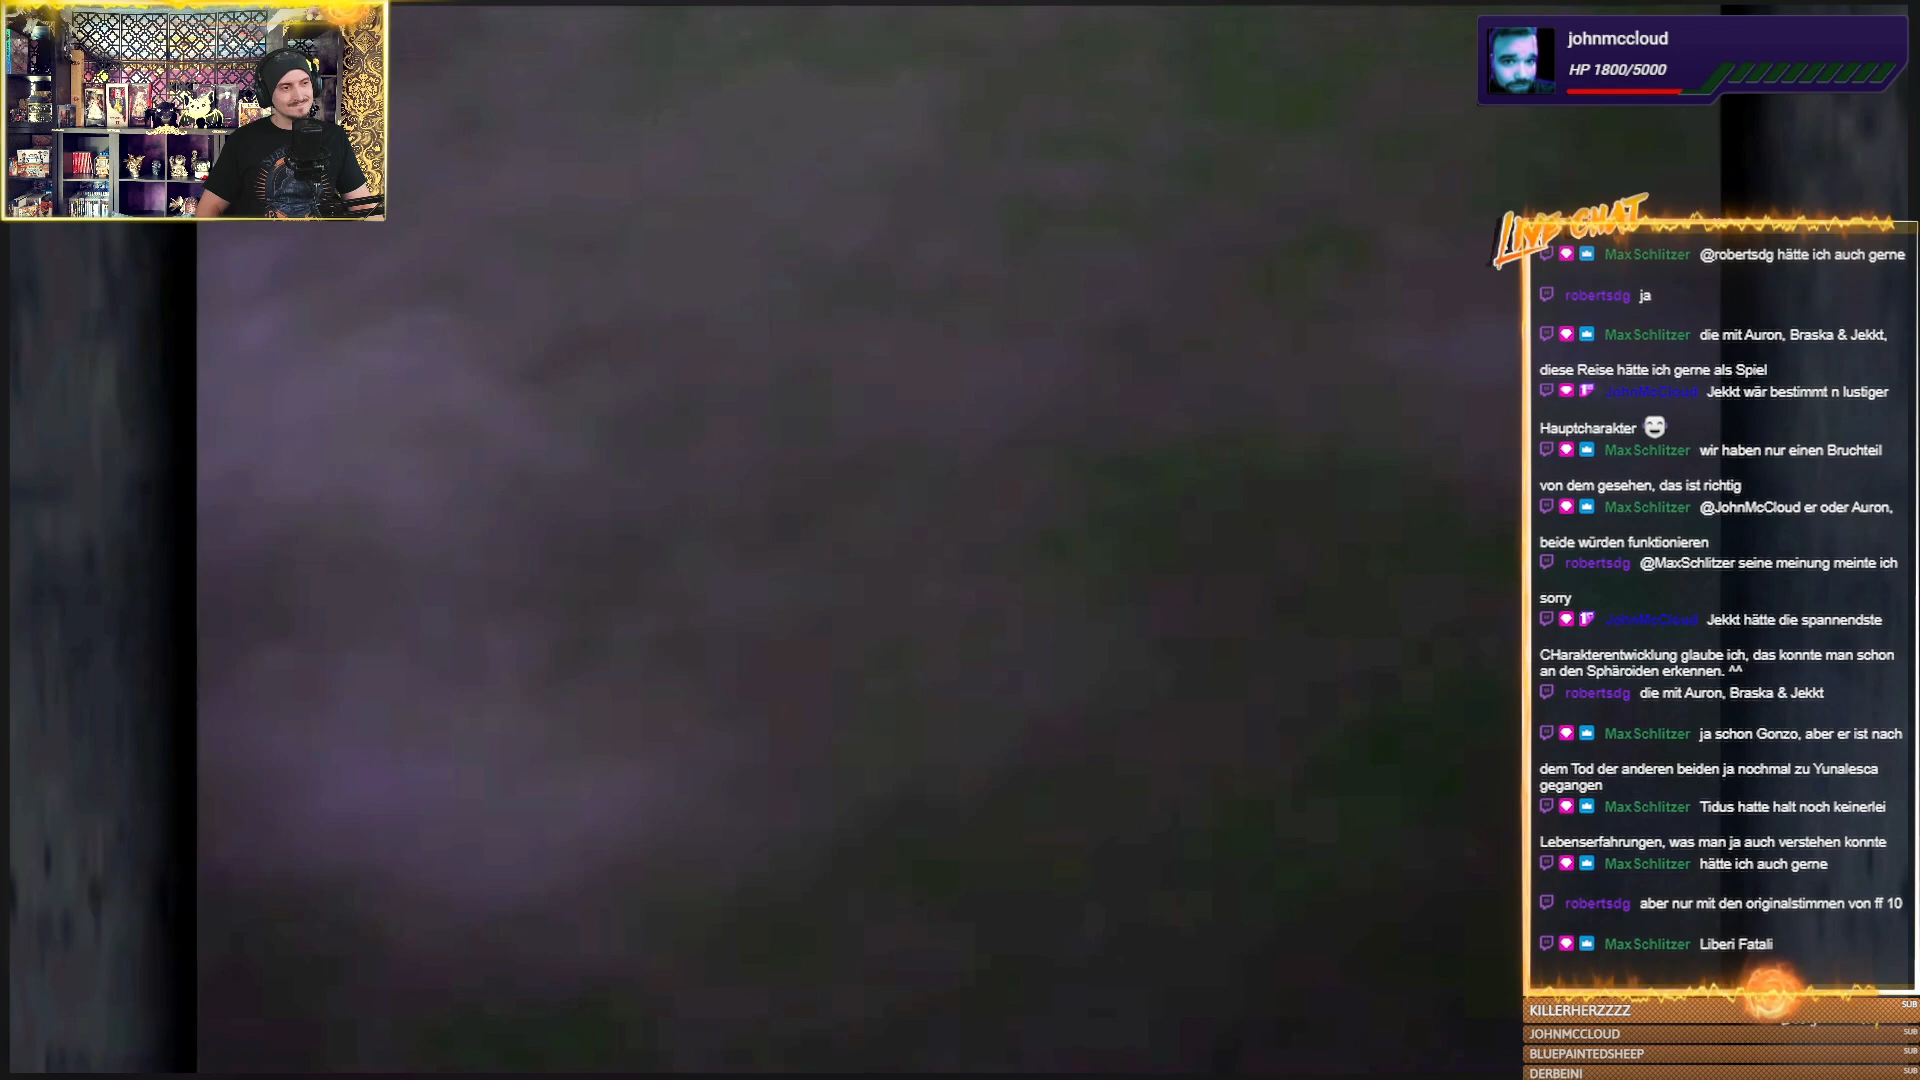 johnmccloud
HP 1800/5000
LIVE CHAT
MaxSchlitzer @robertsdg hätte ich auch gerne
robertsdg ja
MaxSchlitzer die mit Auron, Braska & Jekkt,
diese Reise hätte ich gerne als Spiel
JohnMcCloud Jekkt wär bestimmt n lustiger
Hauptcharakter
MaxSchlitzer wir haben nur einen Bruchteil
von dem gesehen, das ist richtig
MaxSchlitzer @JohnMcCloud er oder Auron,
beide würden funktionieren
robertsdg @MaxSchlitzer seine meinung meinte ich
sorry
JohnMcCloud Jekkt hätte die spannendste
CHarakterentwicklung glaube ich, das konnte man schon
an den Sphäroiden erkennen. ^^
robertsdg die mit Auron, Braska & Jekkt
MaxSchlitzer ja schon Gonzo, aber er ist nach
dem Tod der anderen beiden ja nochmal zu Yunalesca
gegangen
MaxSchlitzer Tidus hatte halt noch keinerlei
Lebenserfahrungen, was man ja auch verstehen konnte
MaxSchlitzer hätte ich auch gerne
robertsdg aber nur mit den originalstimmen von ff 10
MaxSchlitzer Liberi Fatali
KILLERHERZZZZ SUB
JOHNMCCLOUD SUB
BLUEPAINTEDSHEEP SUB
DERBEINI SUB